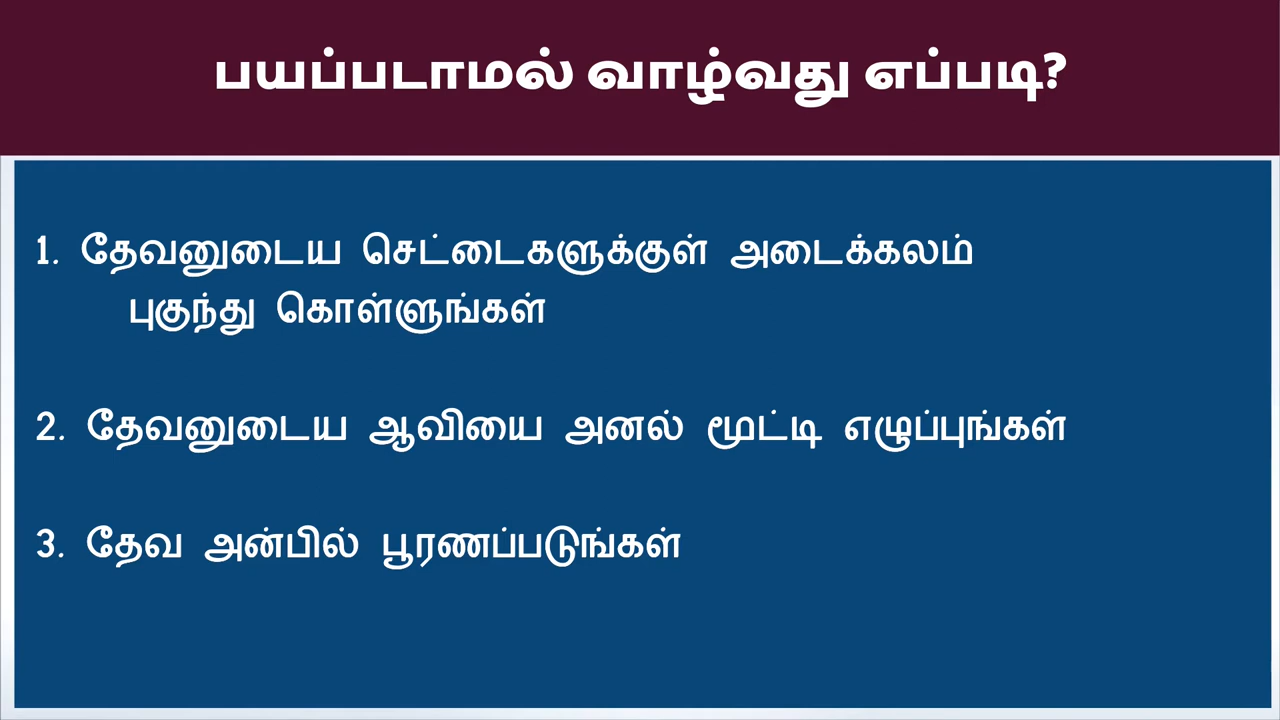 பயப்படாமல் வாழ்வது எப்படி?
1. தேவனுடைய செட்டைகளுக்குள் அடைக்கலம்
புகுந்து கொள்ளுங்கள்
2. தேவனுடைய ஆவியை அனல் மூட்டி எழுப்புங்கள்
3. தேவ அன்பில் பூரணப்படுங்கள்